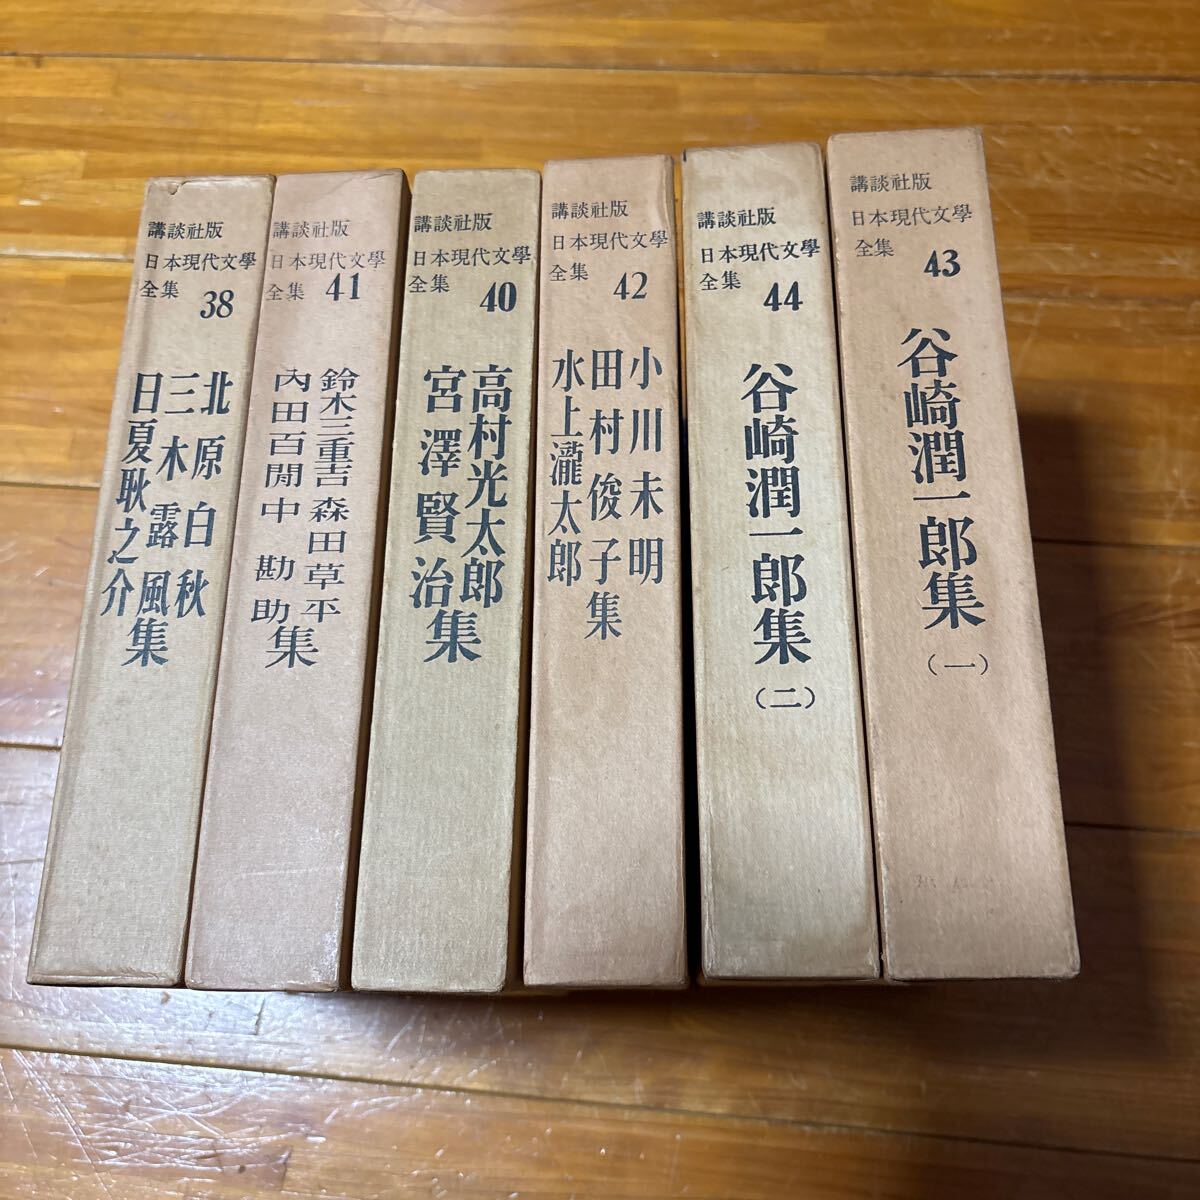 講談社版
日本現代文學
全集 38
北原白秋
三木露風
日夏耿之介
集
講談社版
日本現代文學
全集 41
鈴木三重吉 森田草平
內田百閒 中勘助
集
講談社版
日本現代文學
全集 40
高村光太郎
宮澤賢治
集
講談社版
日本現代文學
全集 42
小川未明
田村俊子集
水上瀧太郎
講談社版
日本現代文學
全集 44
谷崎潤一郎集
(二)
講談社版
日本現代文學
全集 43
谷崎潤一郎集
(一)